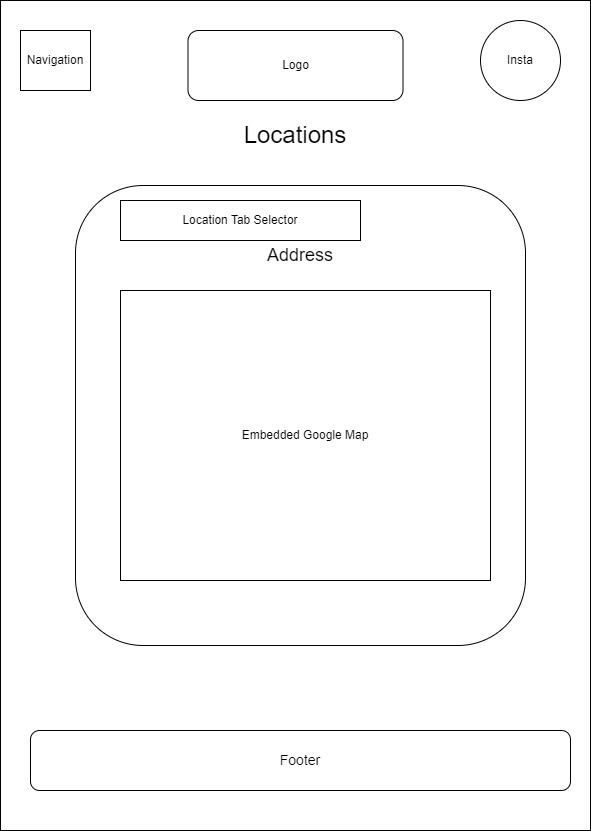 Navigation
Logo
Insta
Locations
Location Tab Selector
Address
Embedded Google Map
Footer